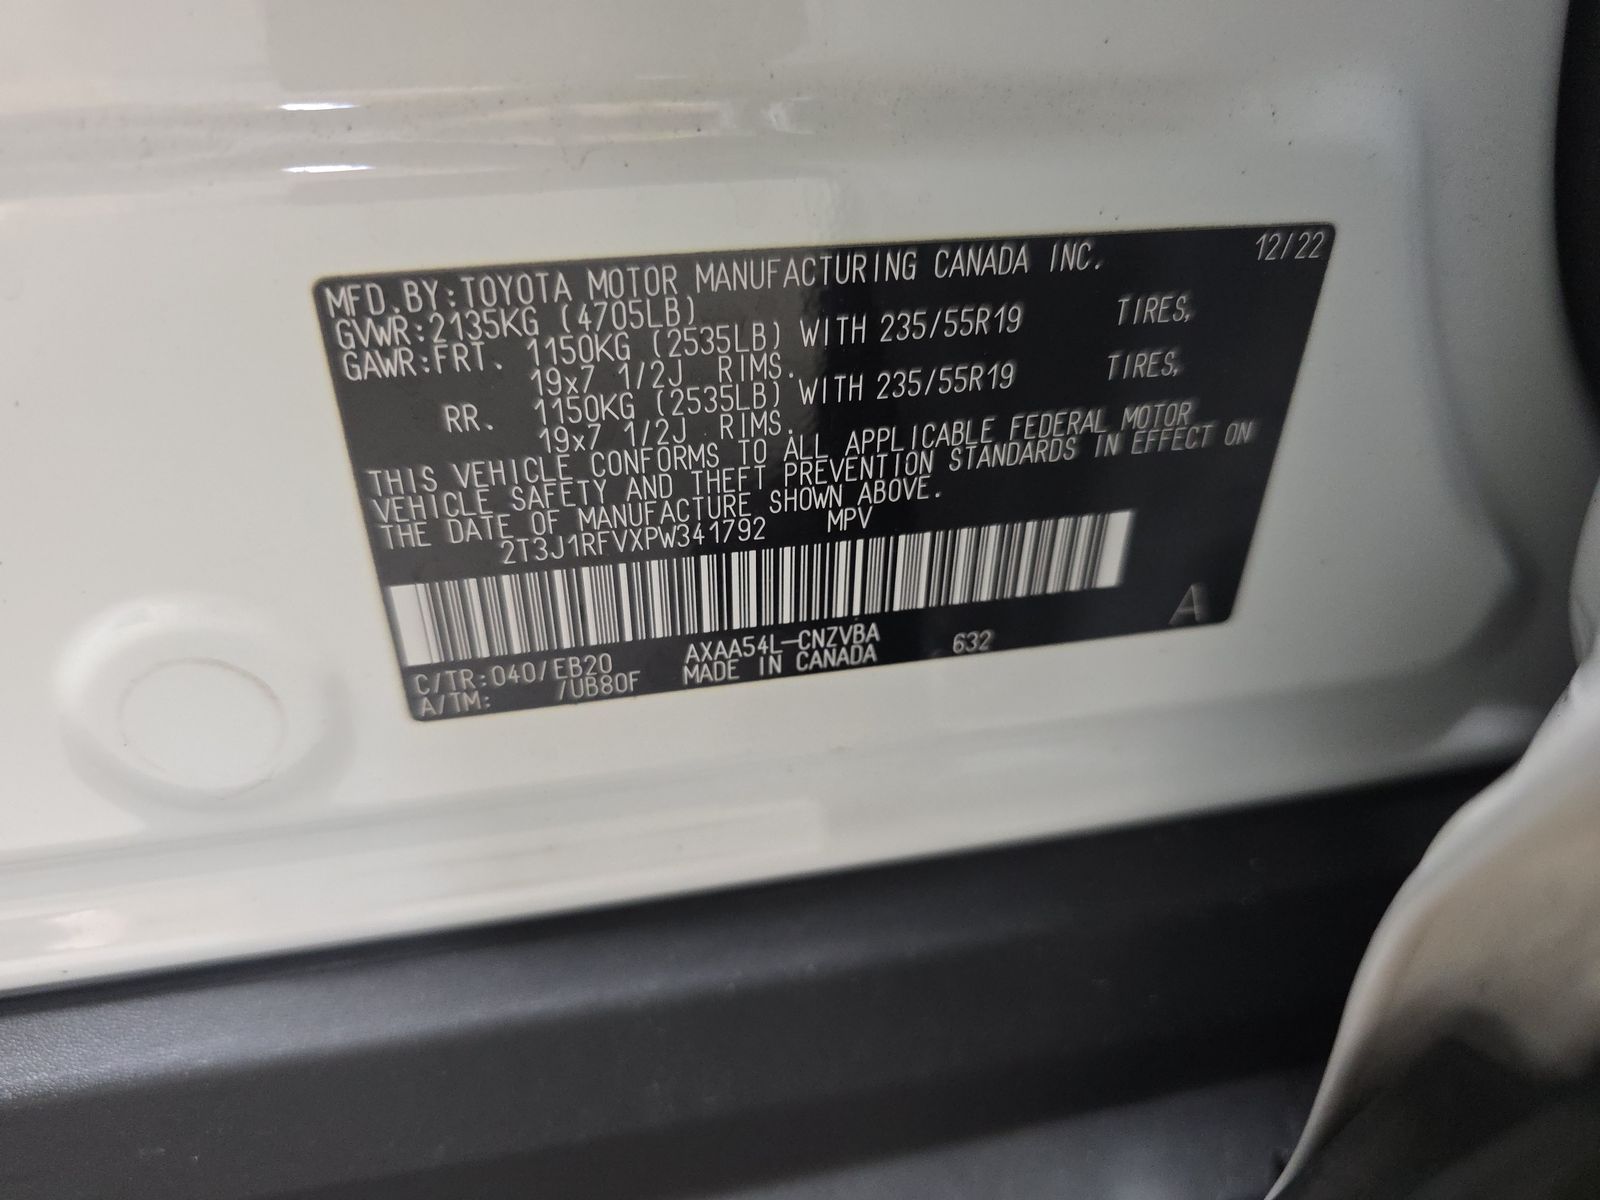 12/22
MFD.BY:TOYOTA MOTOR MANUFACTURING CANADA INC.
GVWR:2135KG (4705LB)
GAWR:FRT. 1150KG (2535LB) WITH 235/55R19 TIRES,
19x7 1/2J RIMS.
RR. 1150KG (2535LB) WITH 235/55R19 TIRES,
19x7 1/2J RIMS.
THIS VEHICLE CONFORMS TO ALL APPLICABLE FEDERAL MOTOR
VEHICLE SAFETY AND THEFT PREVENTION STANDARDS IN EFFECT ON
THE DATE OF MANUFACTURE SHOWN ABOVE.
2T3J1RFVXPW341792 MPV
C/TR:040/EB20 AXAA54L-CNZVBA 632 A
A/TM: /UB80F MADE IN CANADA